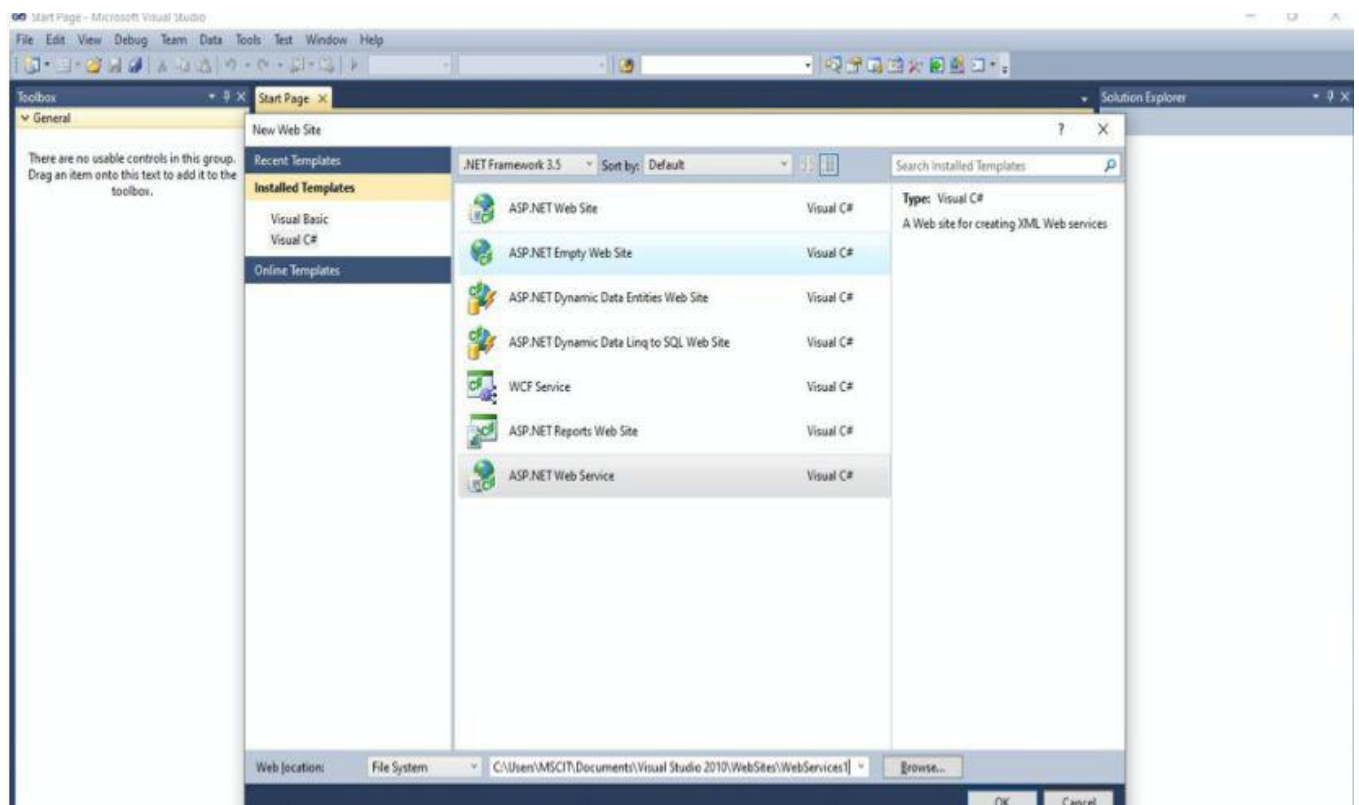 Start Page - Microsoft Visual Studio
File Edit View Debug Team Data Tools Test Window Help
Toolbox
Start Page
Solution Explorer
General
There are no usable controls in this group. Drag an item onto this text to add it to the toolbox.
New Web Site
Recent Templates
Installed Templates
Visual Basic
Visual C#
Online Templates
.NET Framework 3.5 Sort by: Default
Search Installed Templates
ASP.NET Web Site Visual C#
ASP.NET Empty Web Site Visual C#
ASP.NET Dynamic Data Entities Web Site Visual C#
ASP.NET Dynamic Data Linq to SQL Web Site Visual C#
WCF Service Visual C#
ASP.NET Reports Web Site Visual C#
ASP.NET Web Service Visual C#
Type: Visual C#
A Web site for creating XML Web services
Web location: File System C:\Users\MSCIT\Documents\Visual Studio 2010\WebSites\WebServices1 Browse...
OK Cancel